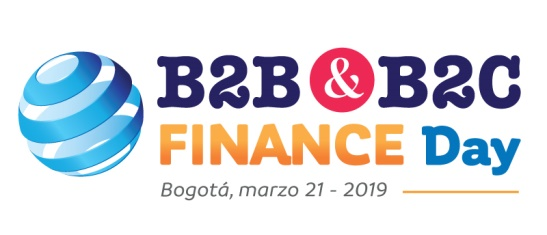 B2B & B2C
FINANCE Day
Bogotá, marzo 21 - 2019